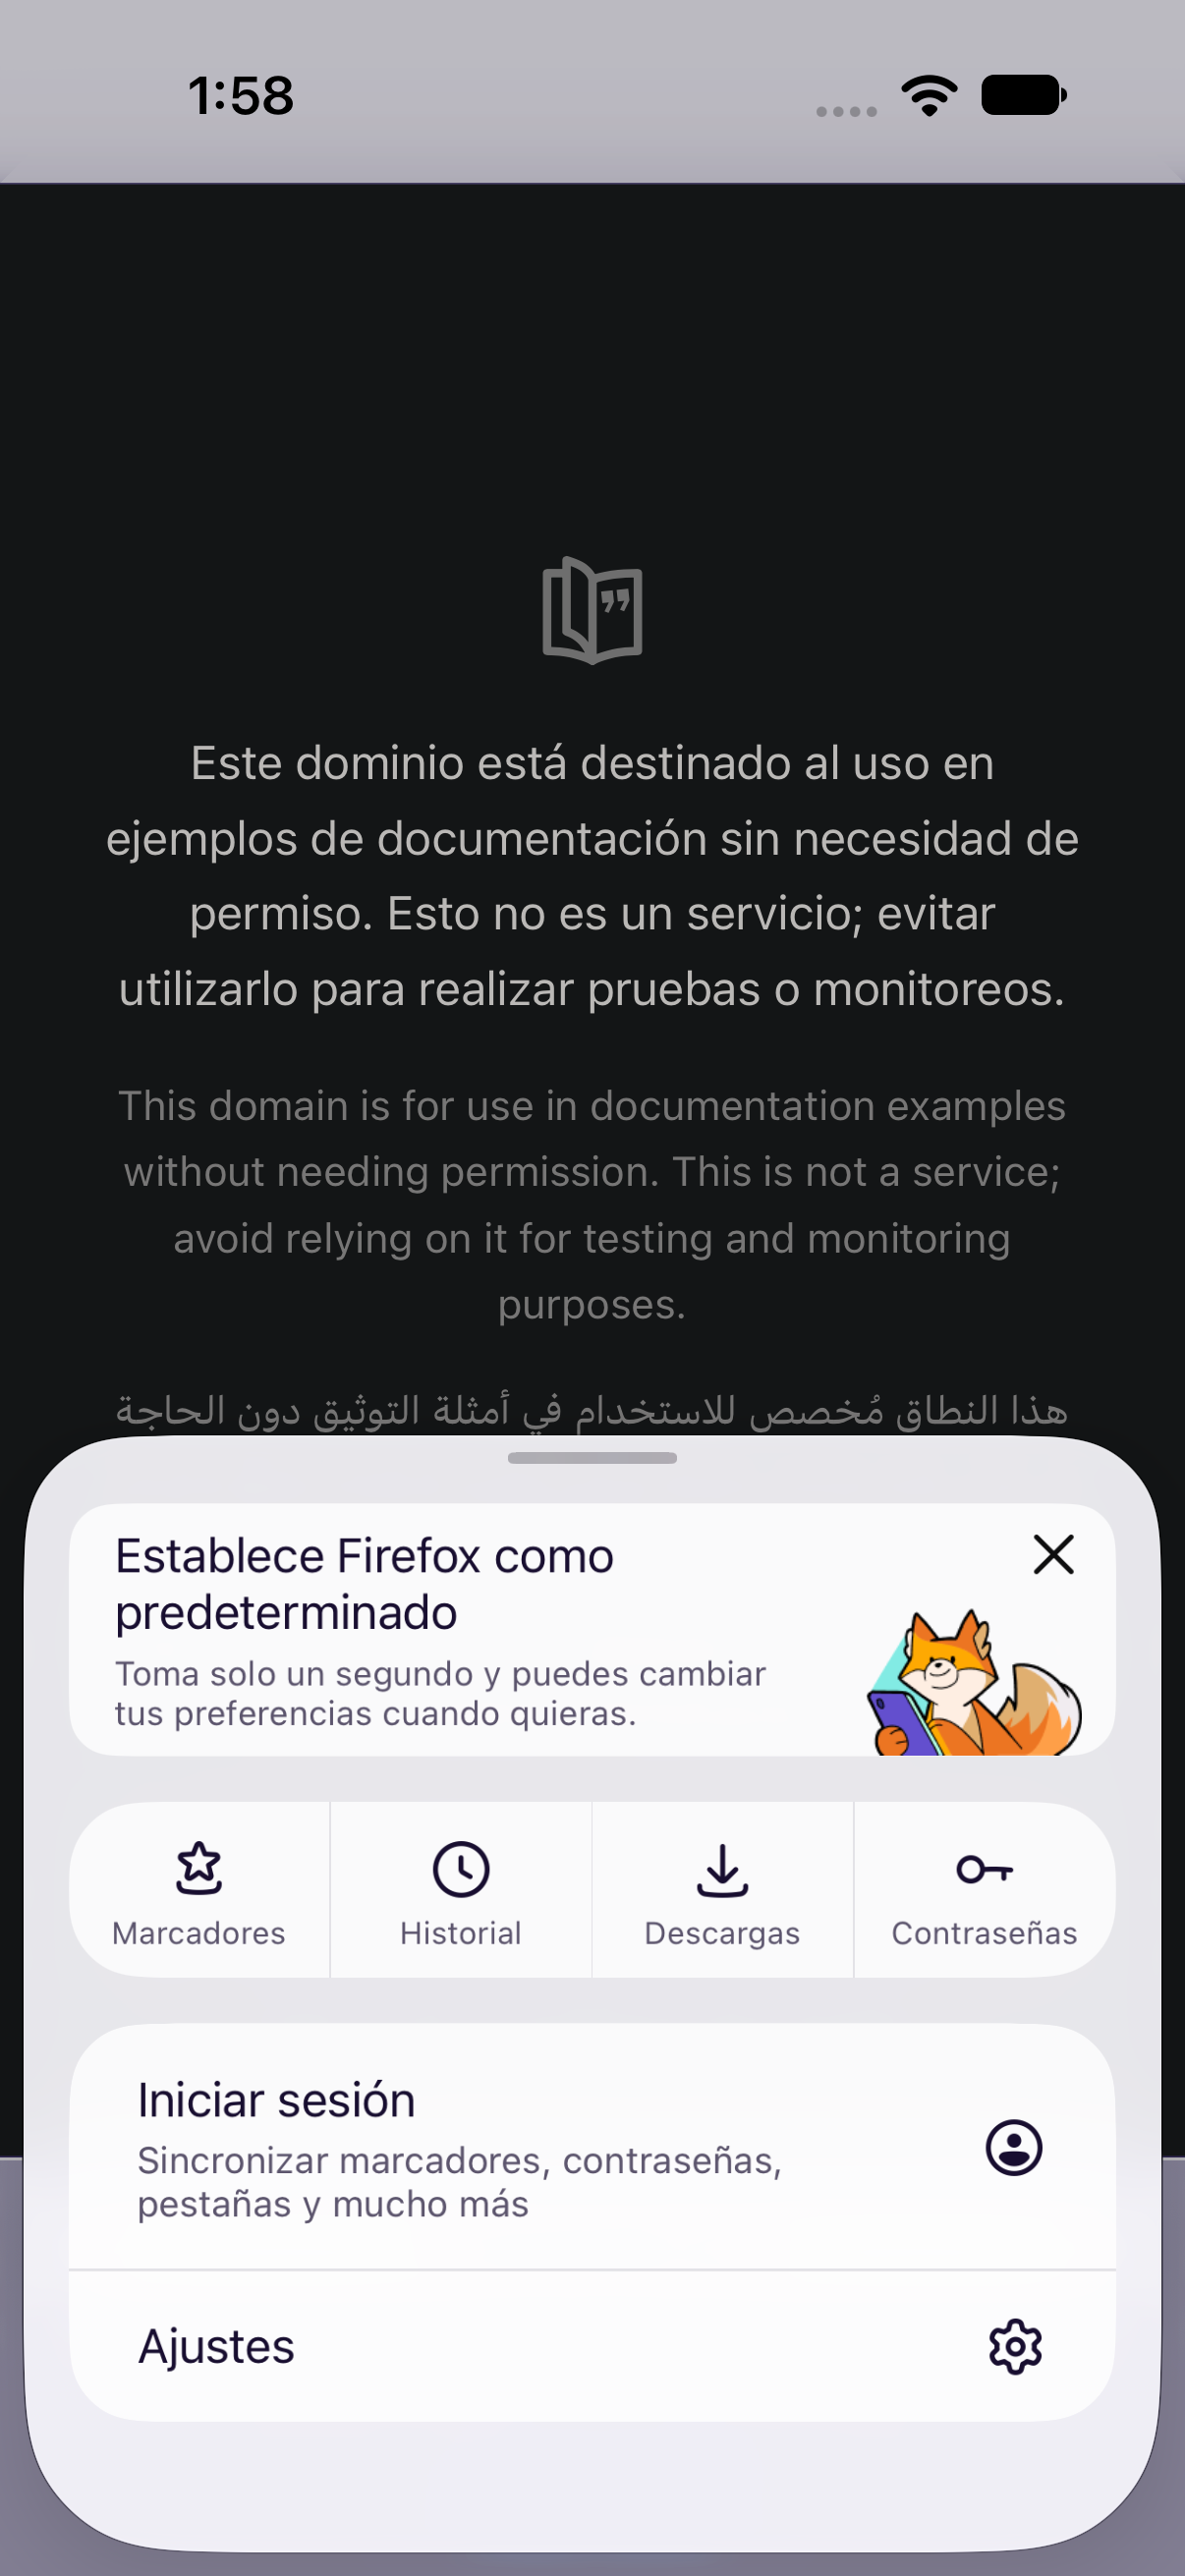 1:58
Este dominio está destinado al uso en
ejemplos de documentación sin necesidad de
permiso. Esto no es un servicio; evitar
utilizarlo para realizar pruebas o monitoreos.
This domain is for use in documentation examples
without needing permission. This is not a service;
avoid relying on it for testing and monitoring
purposes.
هذا النطاق مُخصص للاستخدام في أمثلة التوثيق دون الحاجة
Establece Firefox como
predeterminado
Toma solo un segundo y puedes cambiar
tus preferencias cuando quieras.
Marcadores
Historial
Descargas
Contraseñas
Iniciar sesión
Sincronizar marcadores, contraseñas,
pestañas y mucho más
Ajustes